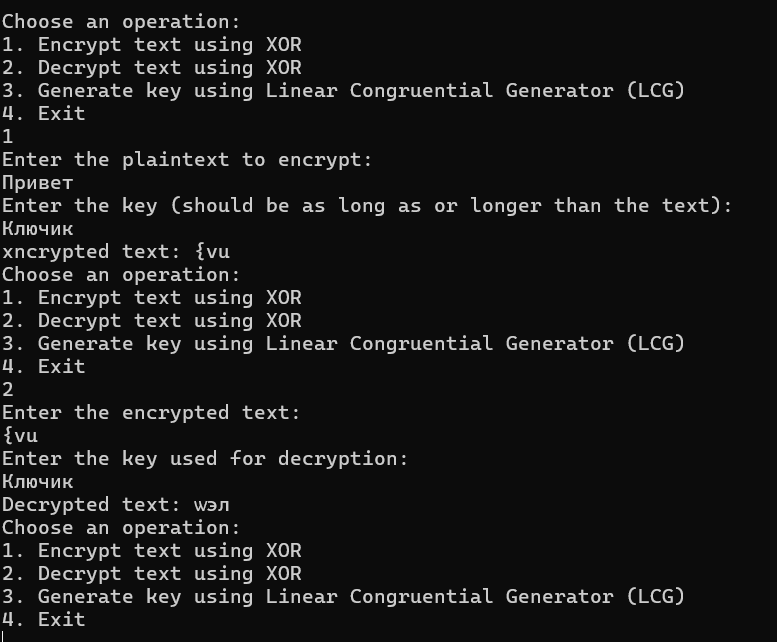 Choose an operation:
1. Encrypt text using XOR
2. Decrypt text using XOR
3. Generate key using Linear Congruential Generator (LCG)
4. Exit
1
Enter the plaintext to encrypt:
Привет
Enter the key (should be as long as or longer than the text):
Ключик
xncrypted text: {vu
Choose an operation:
1. Encrypt text using XOR
2. Decrypt text using XOR
3. Generate key using Linear Congruential Generator (LCG)
4. Exit
2
Enter the encrypted text:
{vu
Enter the key used for decryption:
Ключик
Decrypted text: wэл
Choose an operation:
1. Encrypt text using XOR
2. Decrypt text using XOR
3. Generate key using Linear Congruential Generator (LCG)
4. Exit